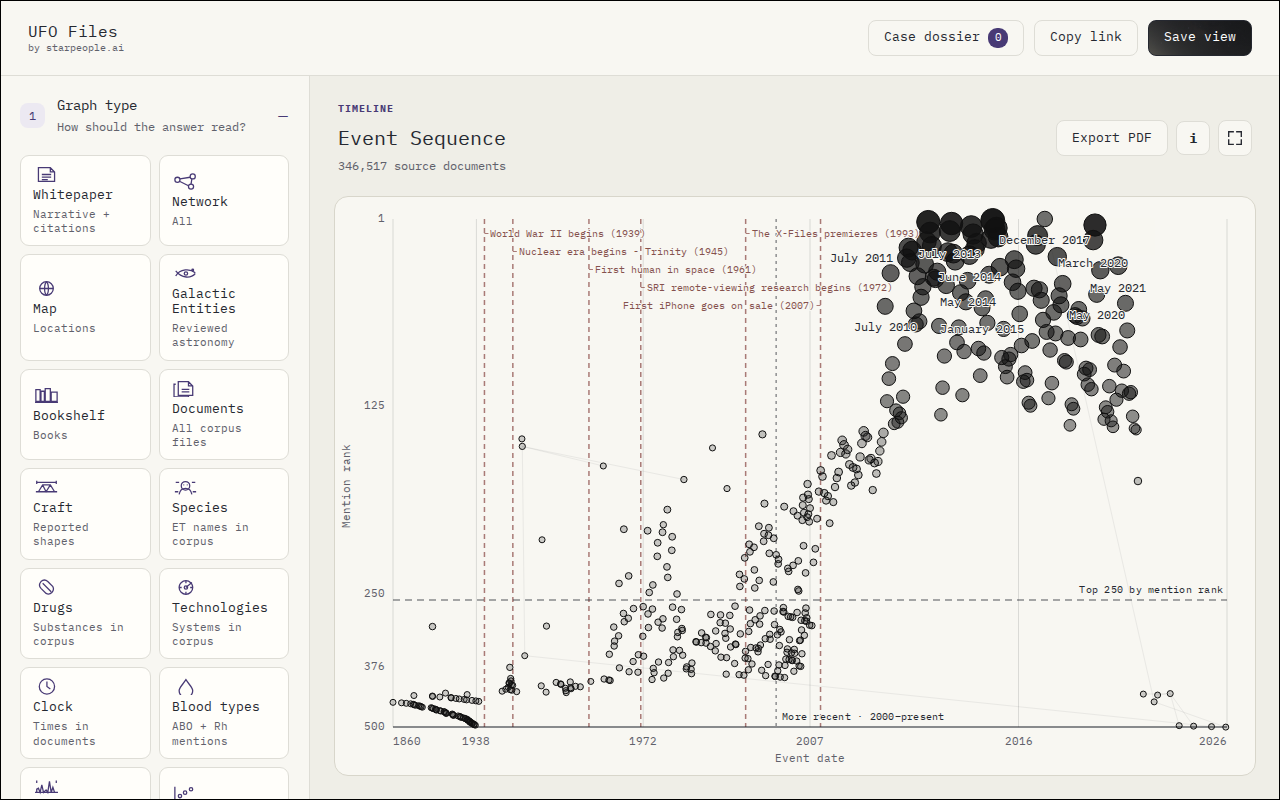 UFO Files
by starpeople.ai
Case dossier 0
Copy link
Save view
1
Graph type
How should the answer read?
Whitepaper
Narrative +
citations
Network
All
Map
Locations
Galactic
Entities
Reviewed
astronomy
Bookshelf
Books
Documents
All corpus
files
Craft
Reported
shapes
Species
ET names in
corpus
Drugs
Substances in
corpus
Technologies
Systems in
corpus
Clock
Times in
documents
Blood types
ABO + Rh
mentions
TIMELINE
Event Sequence
346,517 source documents
Export PDF
i
1
World War II begins (1939)
The X-Files premieres (1993)
December 2017
Nuclear era begins - Trinity (1945)
July 2011
July 2013
First human in space (1961)
March 2020
June 2014
SRI remote-viewing research begins (1972)
May 2021
First iPhone goes on sale (2007)
May 2014
May 2020
July 2010
January 2015
125
Mention rank
250
Top 250 by mention rank
376
More recent · 2000–present
500
1860
1938
1972
2007
2016
2026
Event date